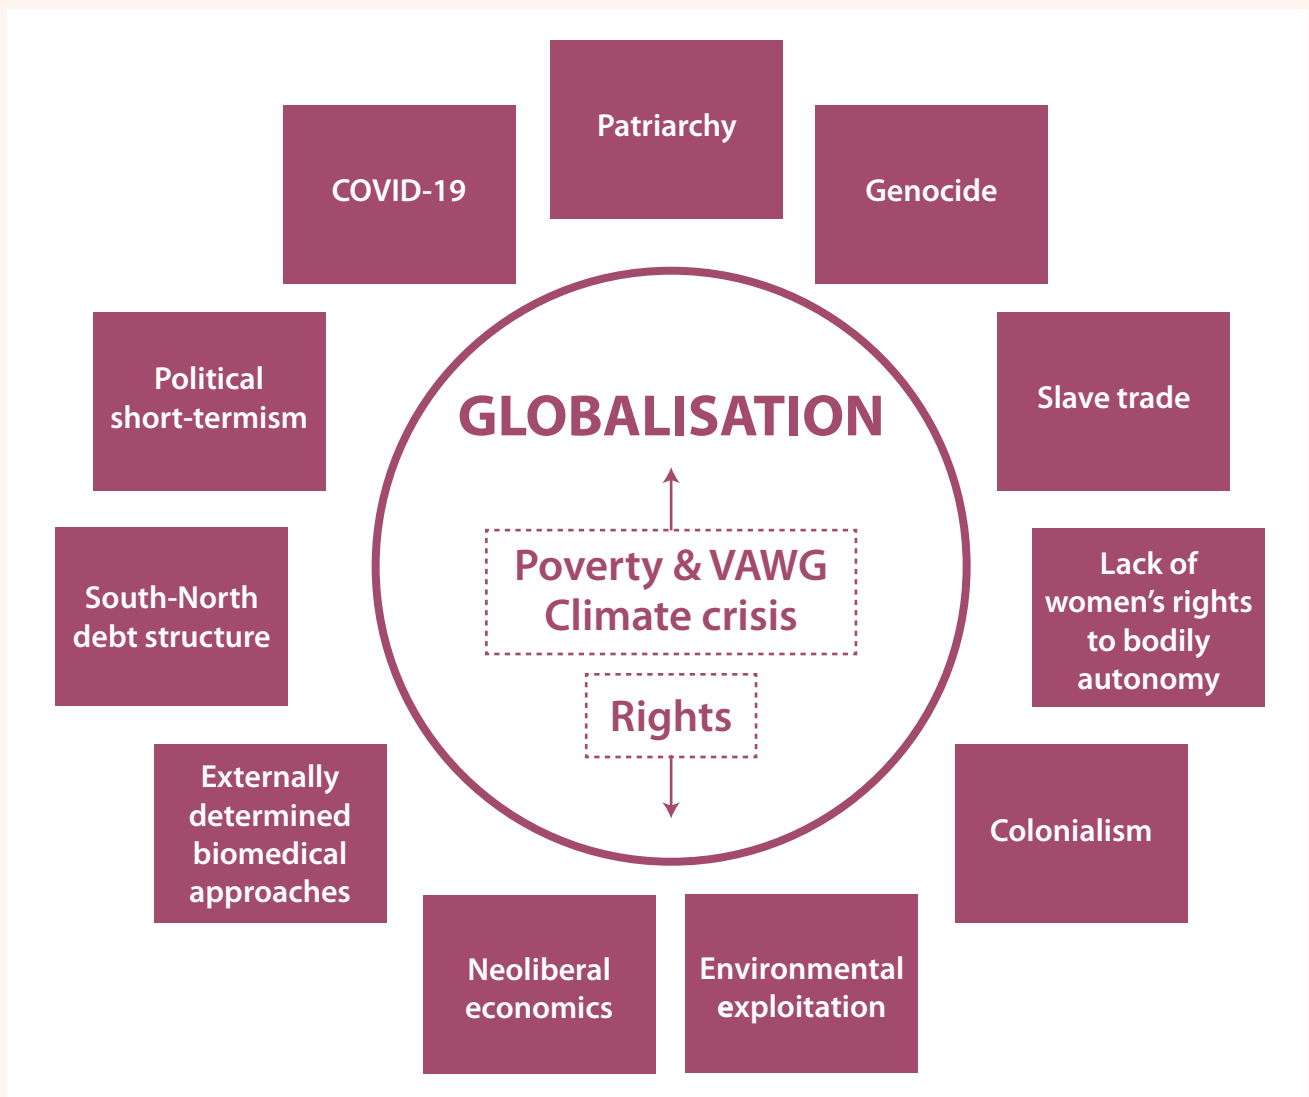 Patriarchy
Genocide
Slave trade
Lack of
women’s rights
to bodily
autonomy
Colonialism
Environmental
exploitation
Neoliberal
economics
Externally
determined
biomedical
approaches
South-North
debt structure
Political
short-termism
COVID-19
GLOBALISATION
Poverty & VAWG
Climate crisis
Rights